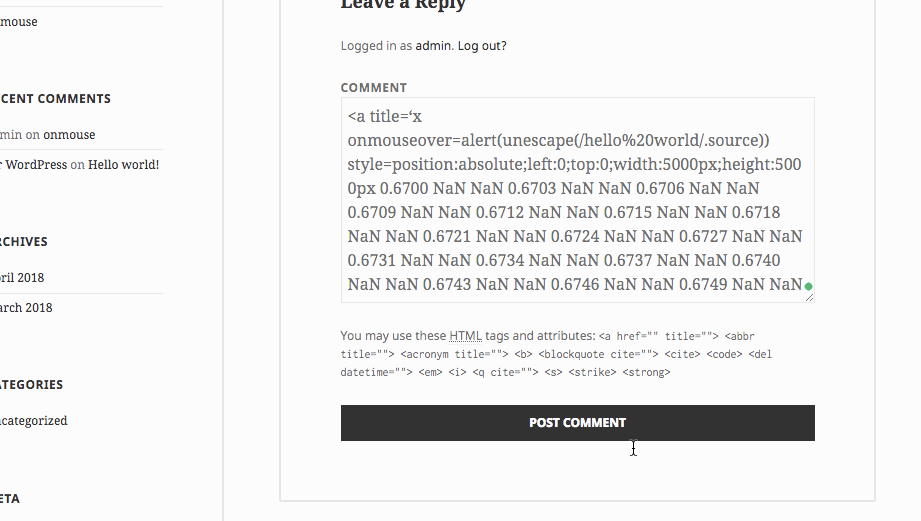 Leave a Reply
mouse
Logged in as admin. Log out?
COMMENT
CENT COMMENTS
<a title=‘x
min on onmouse
onmouseover=alert(unescape(/hello%20world/.source))
r WordPress on Hello world!
style=position:absolute;left:0;top:0;width:5000px;height:500
0px 0.6700 NaN NaN 0.6703 NaN NaN 0.6706 NaN NaN
0.6709 NaN NaN 0.6712 NaN NaN 0.6715 NaN NaN 0.6718
NaN NaN 0.6721 NaN NaN 0.6724 NaN NaN 0.6727 NaN NaN
RCHIVES
0.6731 NaN NaN 0.6734 NaN NaN 0.6737 NaN NaN 0.6740
pril 2018
NaN NaN 0.6743 NaN NaN 0.6746 NaN NaN 0.6749 NaN NaN
arch 2018
You may use these HTML tags and attributes: <a href="" title=""> <abbr
title=""> <acronym title=""> <b> <blockquote cite=""> <cite> <code> <del
datetime=""> <em> <i> <q cite=""> <s> <strike> <strong>
ATEGORIES
ncategorized
POST COMMENT
ETA